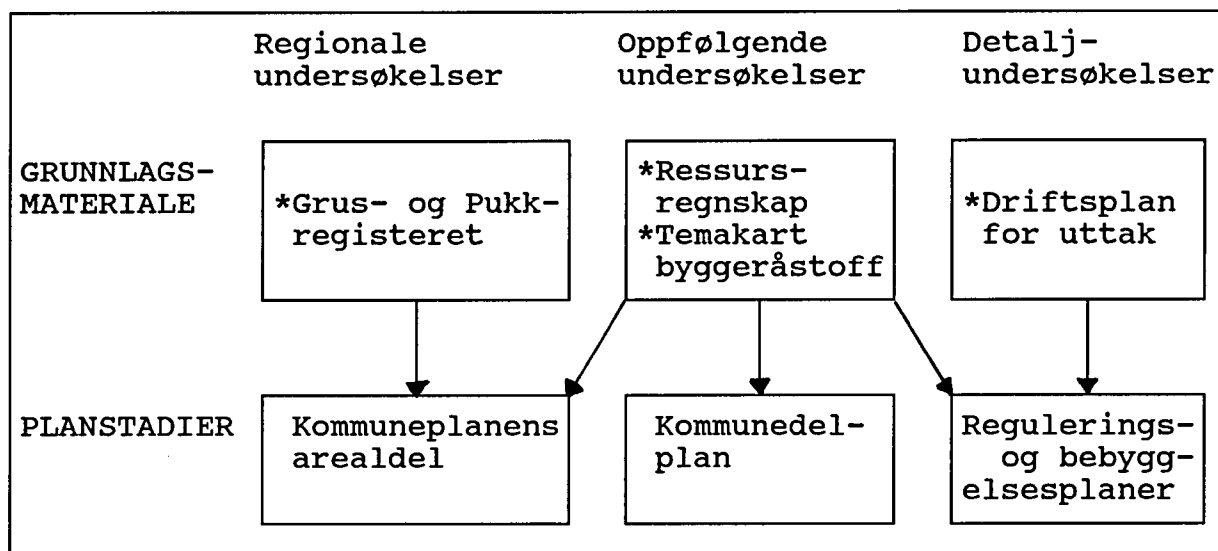 Regionale
undersøkelser
Oppfølgende
undersøkelser
Detalj-
undersøkelser
GRUNNLAGS-
MATERIALE
*Grus- og Pukk-
registeret
*Ressurs-
regnskap
*Temakart
byggeråstoff
*Driftsplan
for uttak
PLANSTADIER
Kommuneplanens
arealdel
Kommunedel-
plan
Regulerings-
og bebygg-
elsesplaner